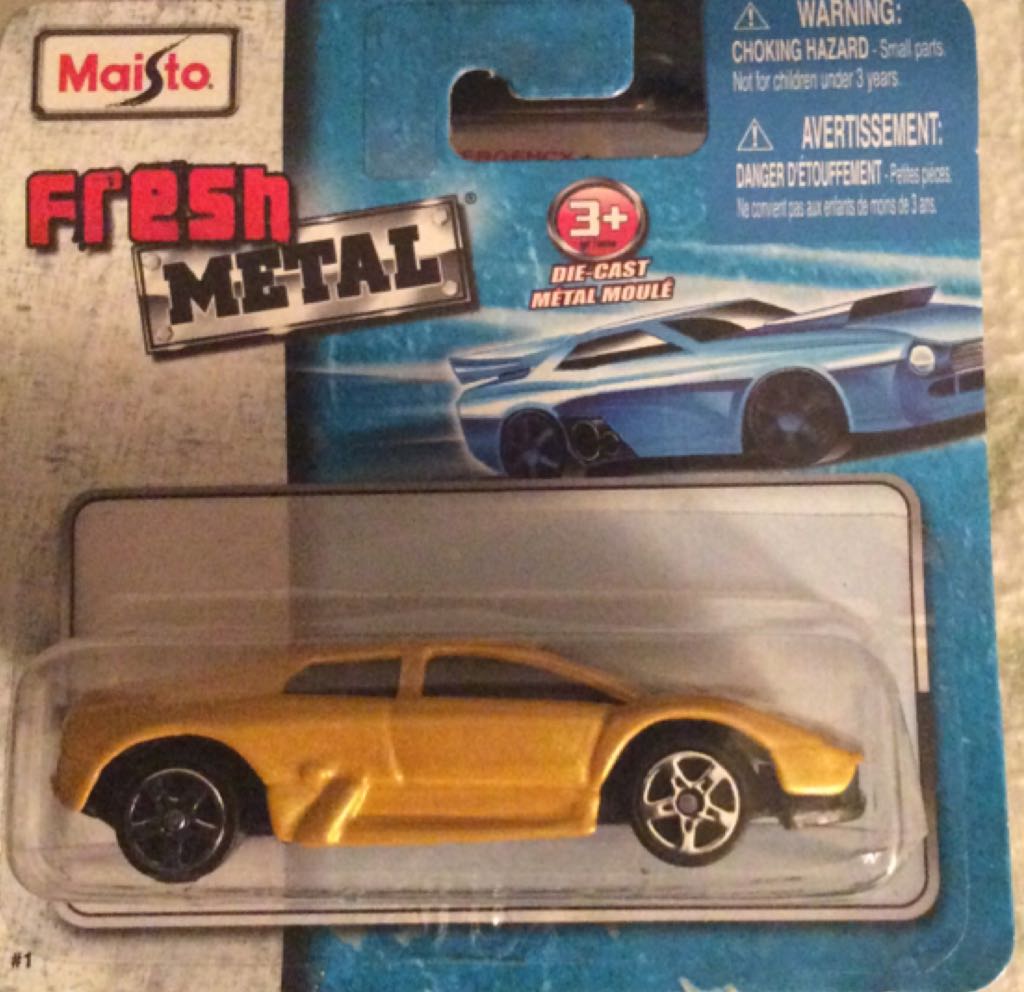 Maisto
Fresh
METAL®
3+
DIE-CAST
MÉTAL MOULÉ
WARNING:
CHOKING HAZARD - Small parts.
Not for children under 3 years.
AVERTISSEMENT:
DANGER D'ÉTOUFFEMENT - Petites pièces.
Ne convient pas aux enfants de moins de 3 ans.
#1